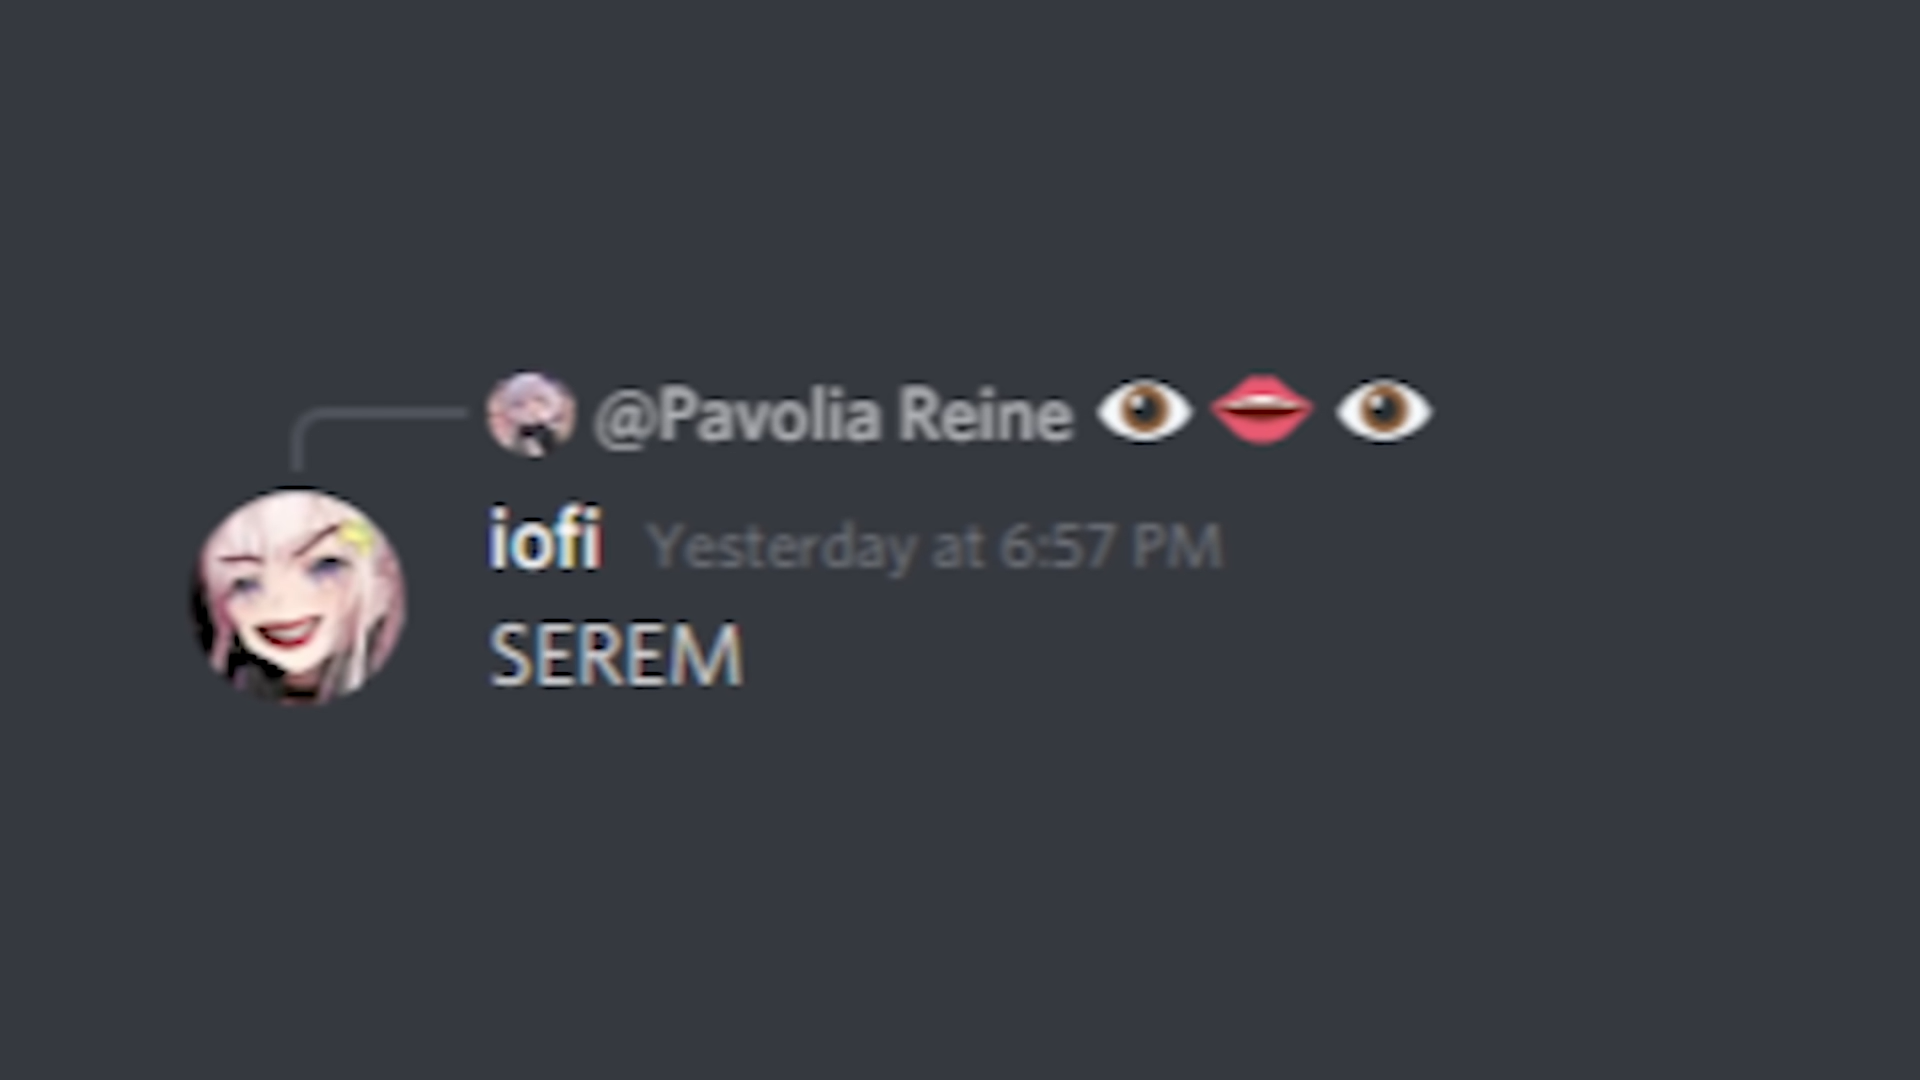 @Pavolia Reine 👁️👄👁️
iofi Yesterday at 6:57 PM
SEREM